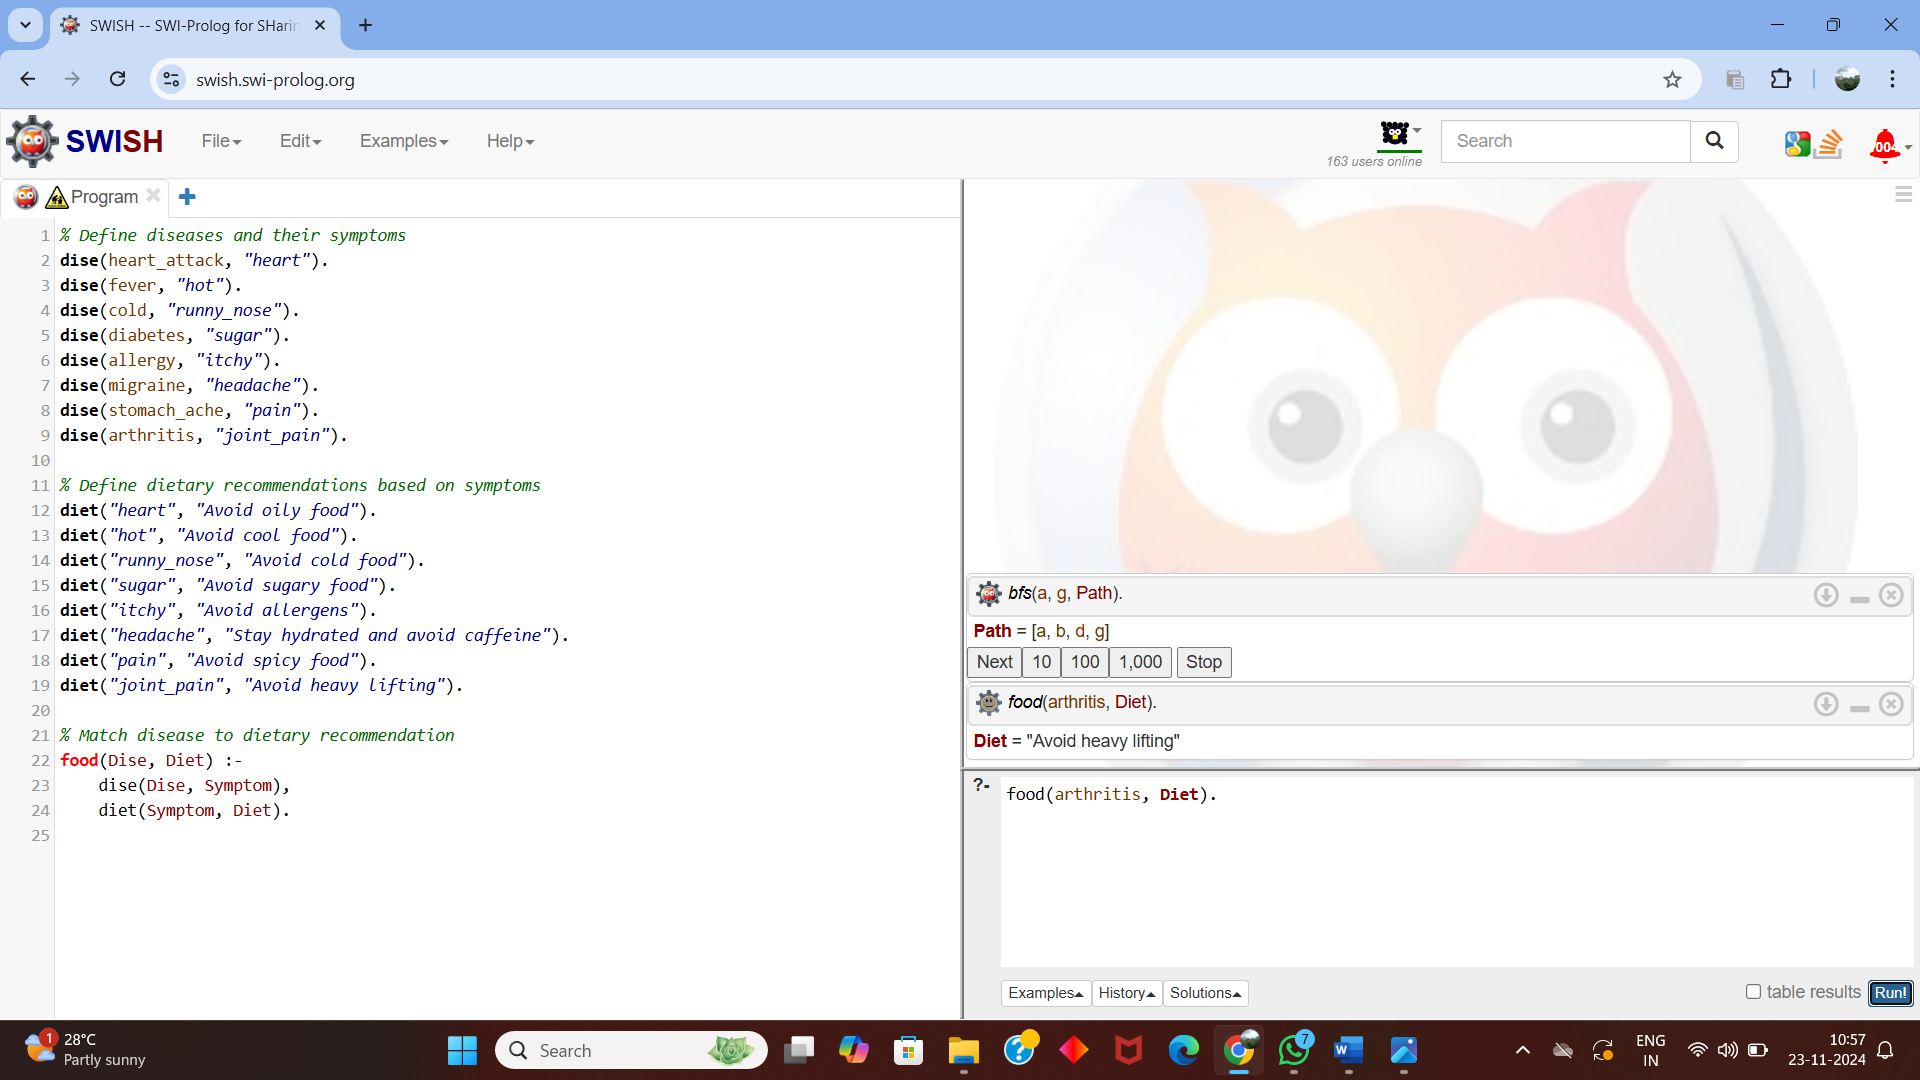 SWISH -- SWI-Prolog for SHarin
swish.swi-prolog.org
SWISH File Edit Examples Help 163 users online Search
Program
1 % Define diseases and their symptoms
2 dise(heart_attack, "heart").
3 dise(fever, "hot").
4 dise(cold, "runny_nose").
5 dise(diabetes, "sugar").
6 dise(allergy, "itchy").
7 dise(migraine, "headache").
8 dise(stomach_ache, "pain").
9 dise(arthritis, "joint_pain").
10
11 % Define dietary recommendations based on symptoms
12 diet("heart", "Avoid oily food").
13 diet("hot", "Avoid cool food").
14 diet("runny_nose", "Avoid cold food").
15 diet("sugar", "Avoid sugary food").
16 diet("itchy", "Avoid allergens").
17 diet("headache", "Stay hydrated and avoid caffeine").
18 diet("pain", "Avoid spicy food").
19 diet("joint_pain", "Avoid heavy lifting").
20
21 % Match disease to dietary recommendation
22 food(Dise, Diet) :-
23     dise(Dise, Symptom),
24     diet(Symptom, Diet).
25
bfs(a, g, Path).
Path = [a, b, d, g]
Next 10 100 1,000 Stop
food(arthritis, Diet).
Diet = "Avoid heavy lifting"
?- food(arthritis, Diet).
Examples History Solutions table results Run!
1 28°C
Partly sunny
Search
7
ENG
IN
10:57
23-11-2024